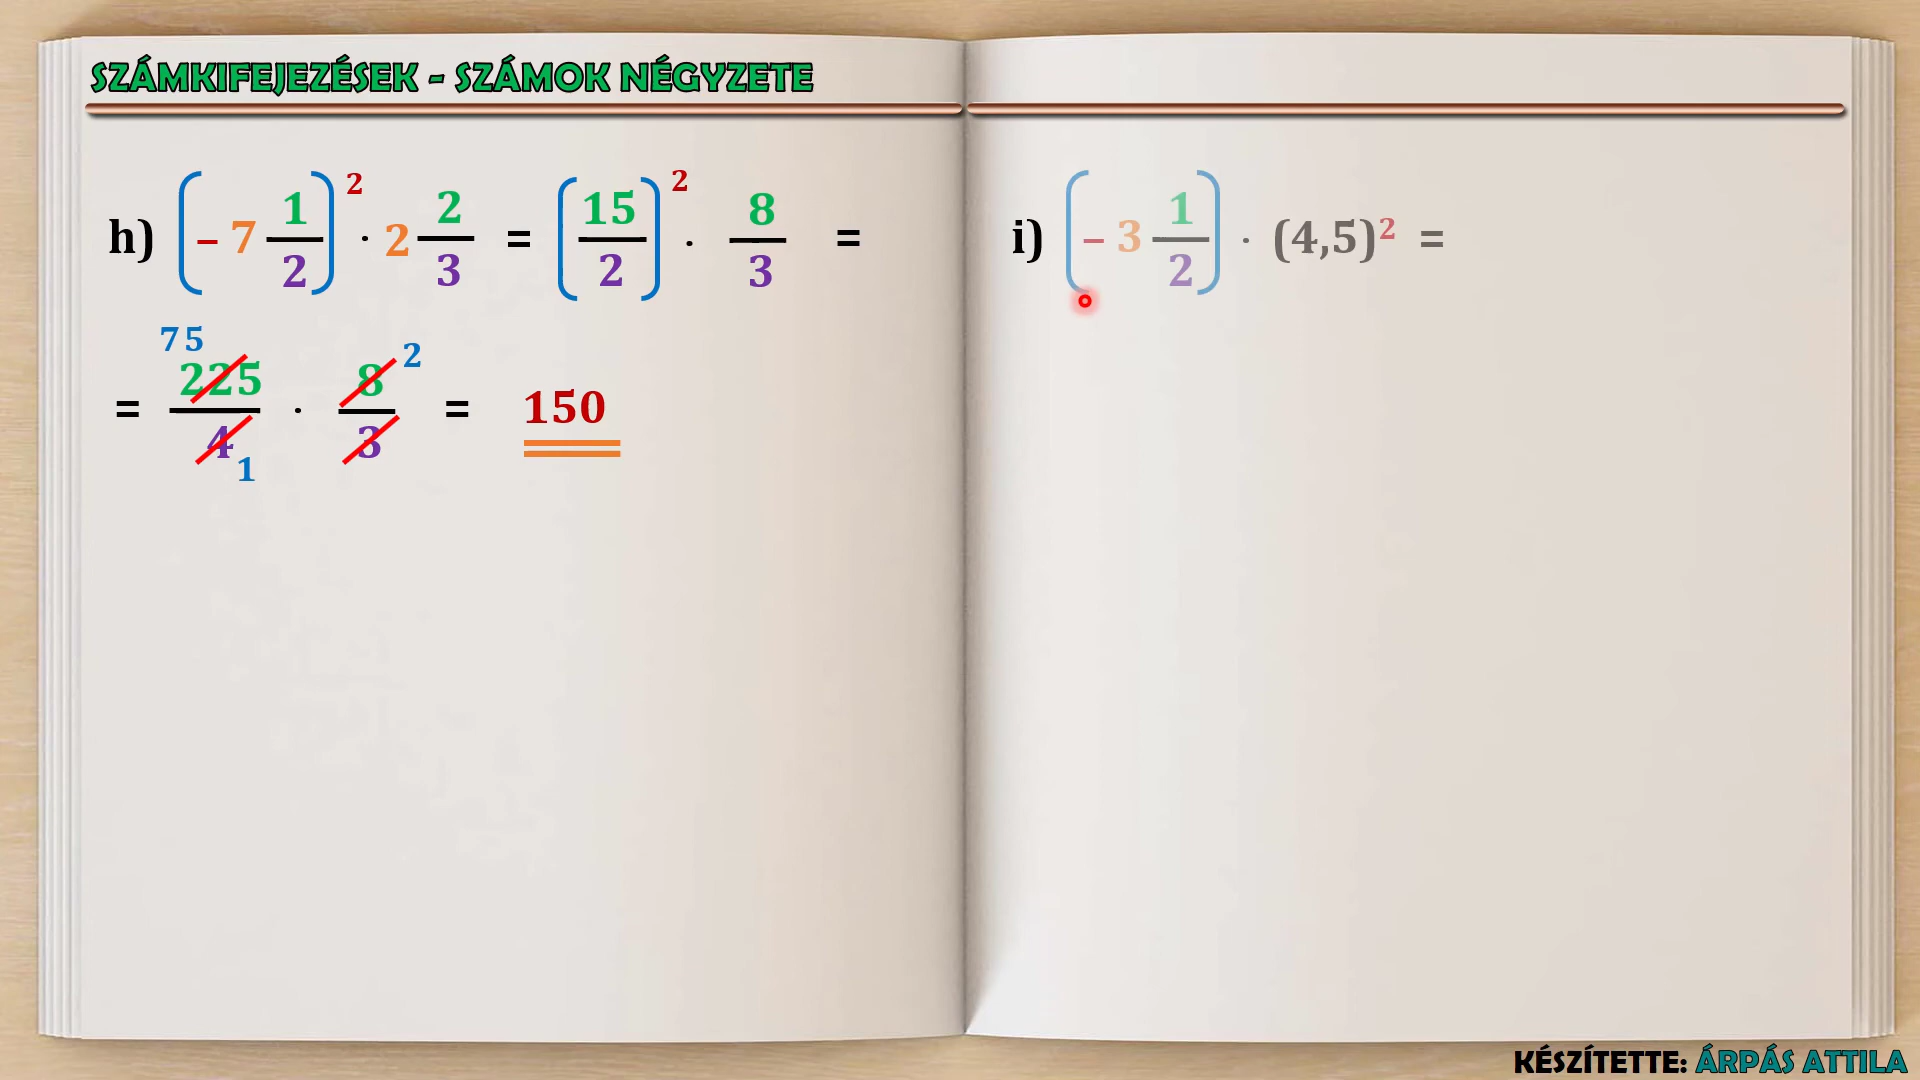 SZÁMKIFEJEZÉSEK - SZÁMOK NÉGYZETE
h) (– 7 1/2)² · 2 2/3 = (15/2)² · 8/3 =
75 2
= 225/4 · 8/3 = 150
1
i) (– 3 1/2) · (4,5)² =
KÉSZÍTETTE: ÁRPÁS ATTILA